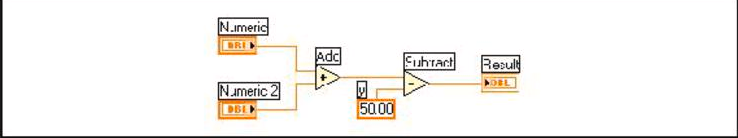 Numeric
DBL
Add
Subtract
Result
DBL
Numeric 2
DBL
y
50.00